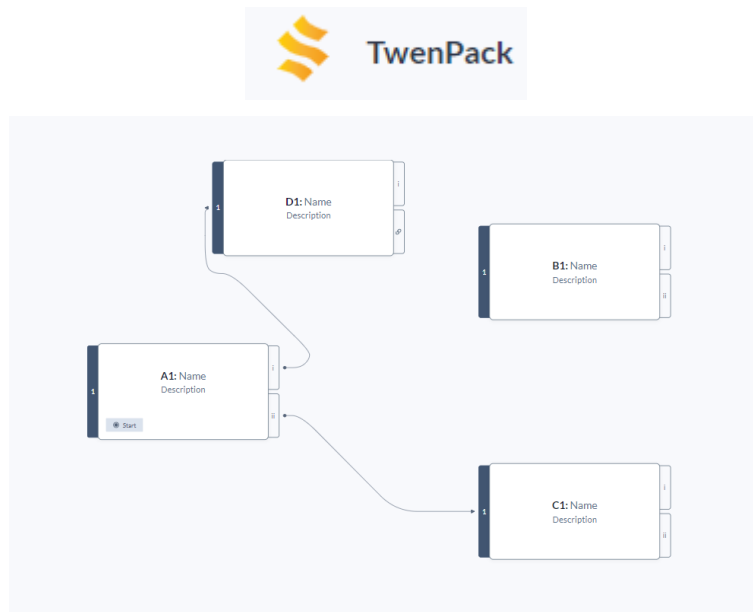 TwenPack
1
D1: Name
Description
i
1
B1: Name
Description
i
ii
1
A1: Name
Description
Start
i
ii
1
C1: Name
Description
i
ii